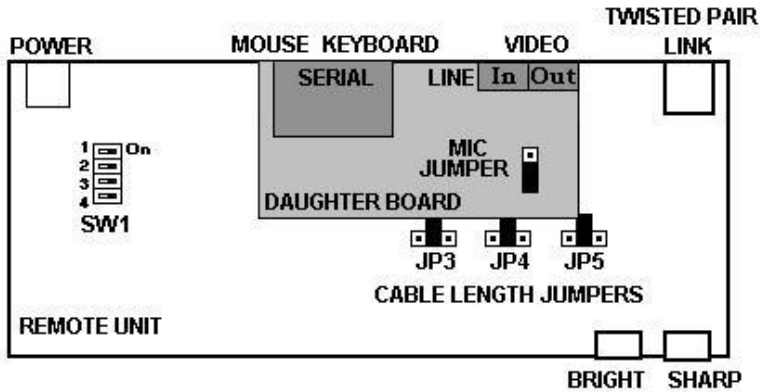 TWISTED PAIR
POWER
MOUSE KEYBOARD
VIDEO
LINK
SERIAL
LINE In Out
1 On
2
3
4
SW1
MIC
JUMPER
DAUGHTER BOARD
JP3 JP4 JP5
CABLE LENGTH JUMPERS
REMOTE UNIT
BRIGHT SHARP